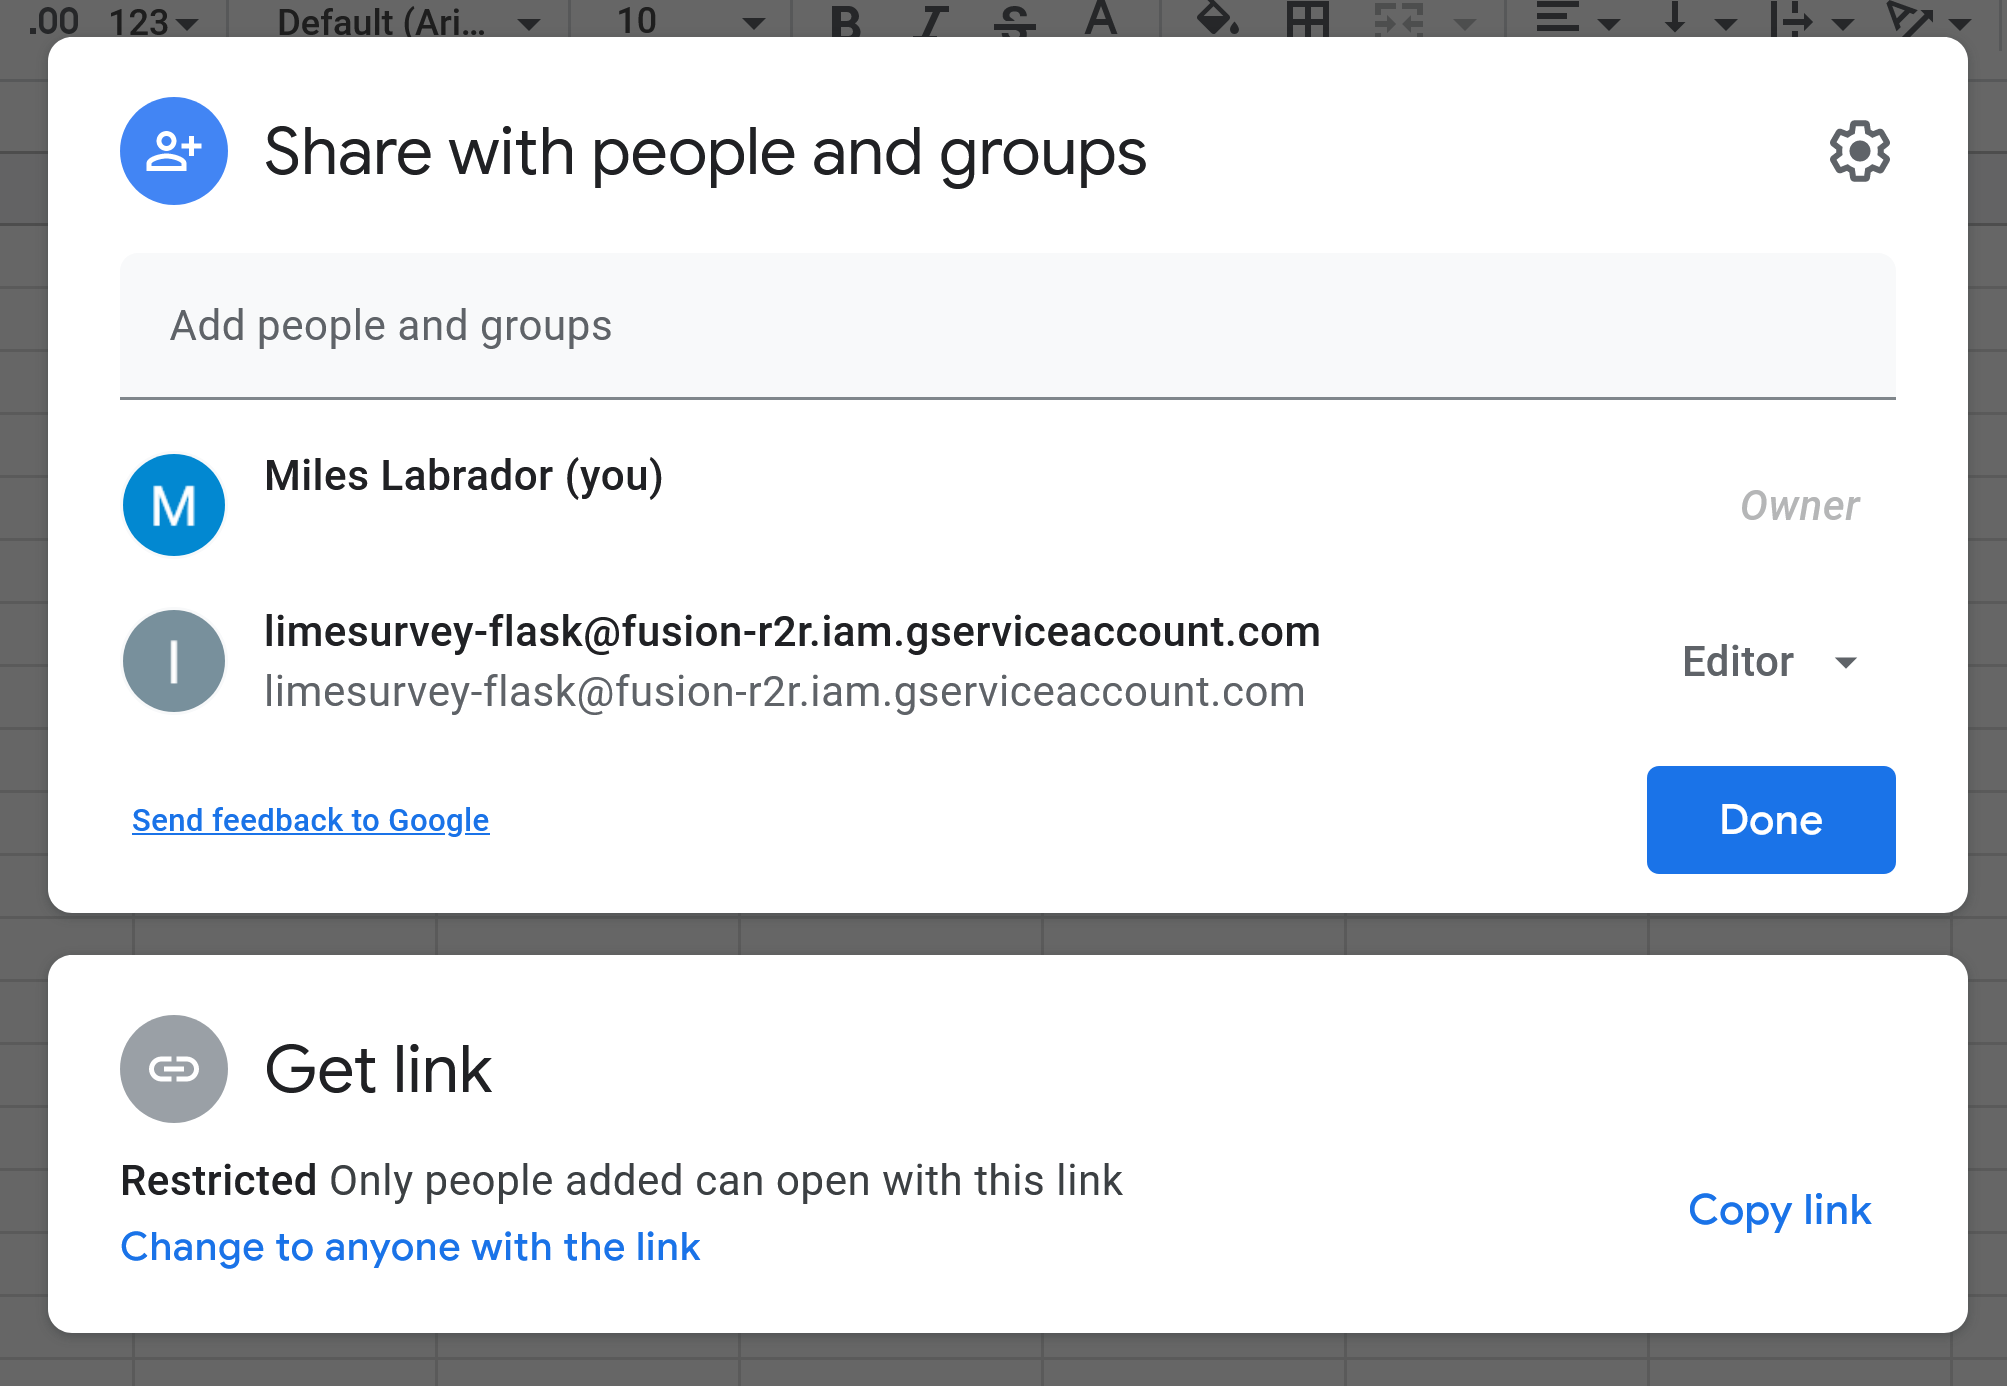 .00 123 Default (Ari... 10 B I S A
Share with people and groups
Add people and groups
M
Miles Labrador (you)
Owner
l
limesurvey-flask@fusion-r2r.iam.gserviceaccount.com
limesurvey-flask@fusion-r2r.iam.gserviceaccount.com
Editor
Send feedback to Google
Done
Get link
Restricted Only people added can open with this link
Change to anyone with the link
Copy link